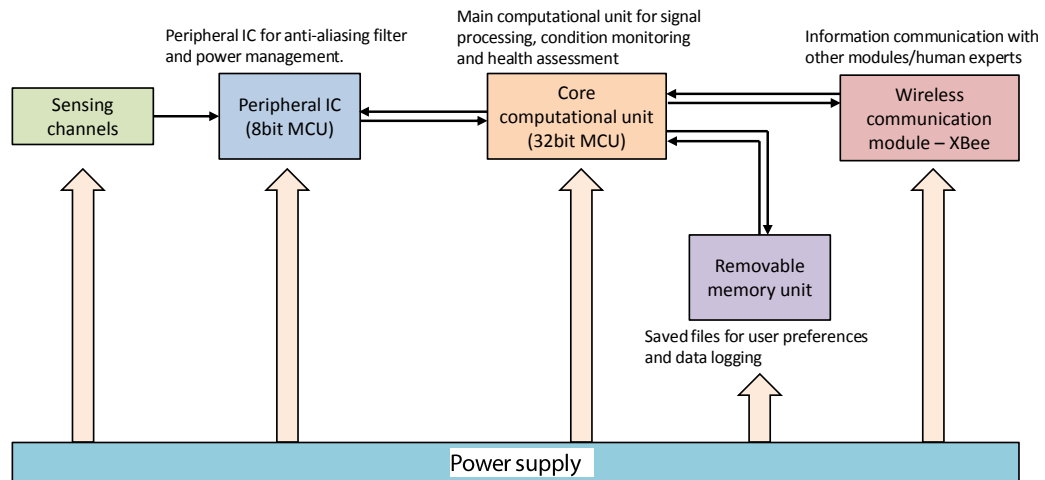 Peripheral IC for anti-aliasing filter
and power management.
Main computational unit for signal
processing, condition monitoring
and health assessment
Information communication with
other modules/human experts
Sensing
channels
Peripheral IC
(8bit MCU)
Core
computational unit
(32bit MCU)
Wireless
communication
module – XBee
Removable
memory unit
Saved files for user preferences
and data logging
Power supply